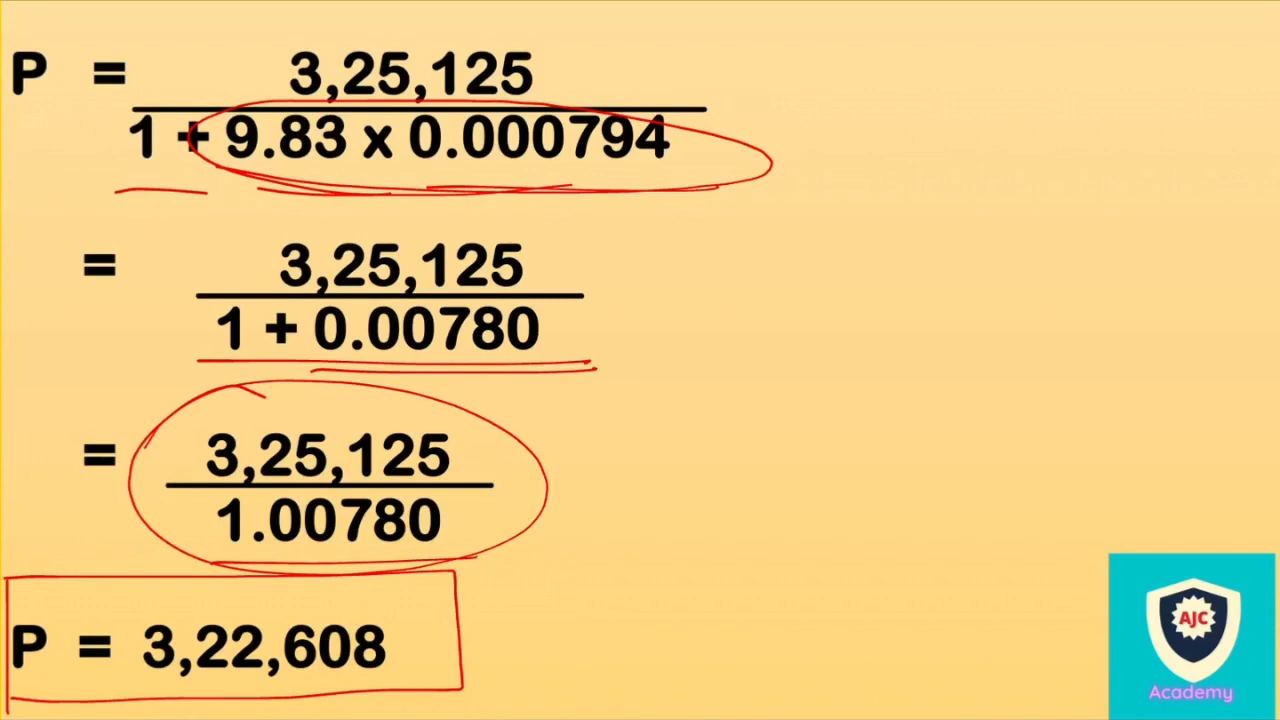 P = 3,25,125
1 + 9.83 x 0.000794
= 3,25,125
1 + 0.00780
= 3,25,125
1.00780
P = 3,22,608
AJC
Academy